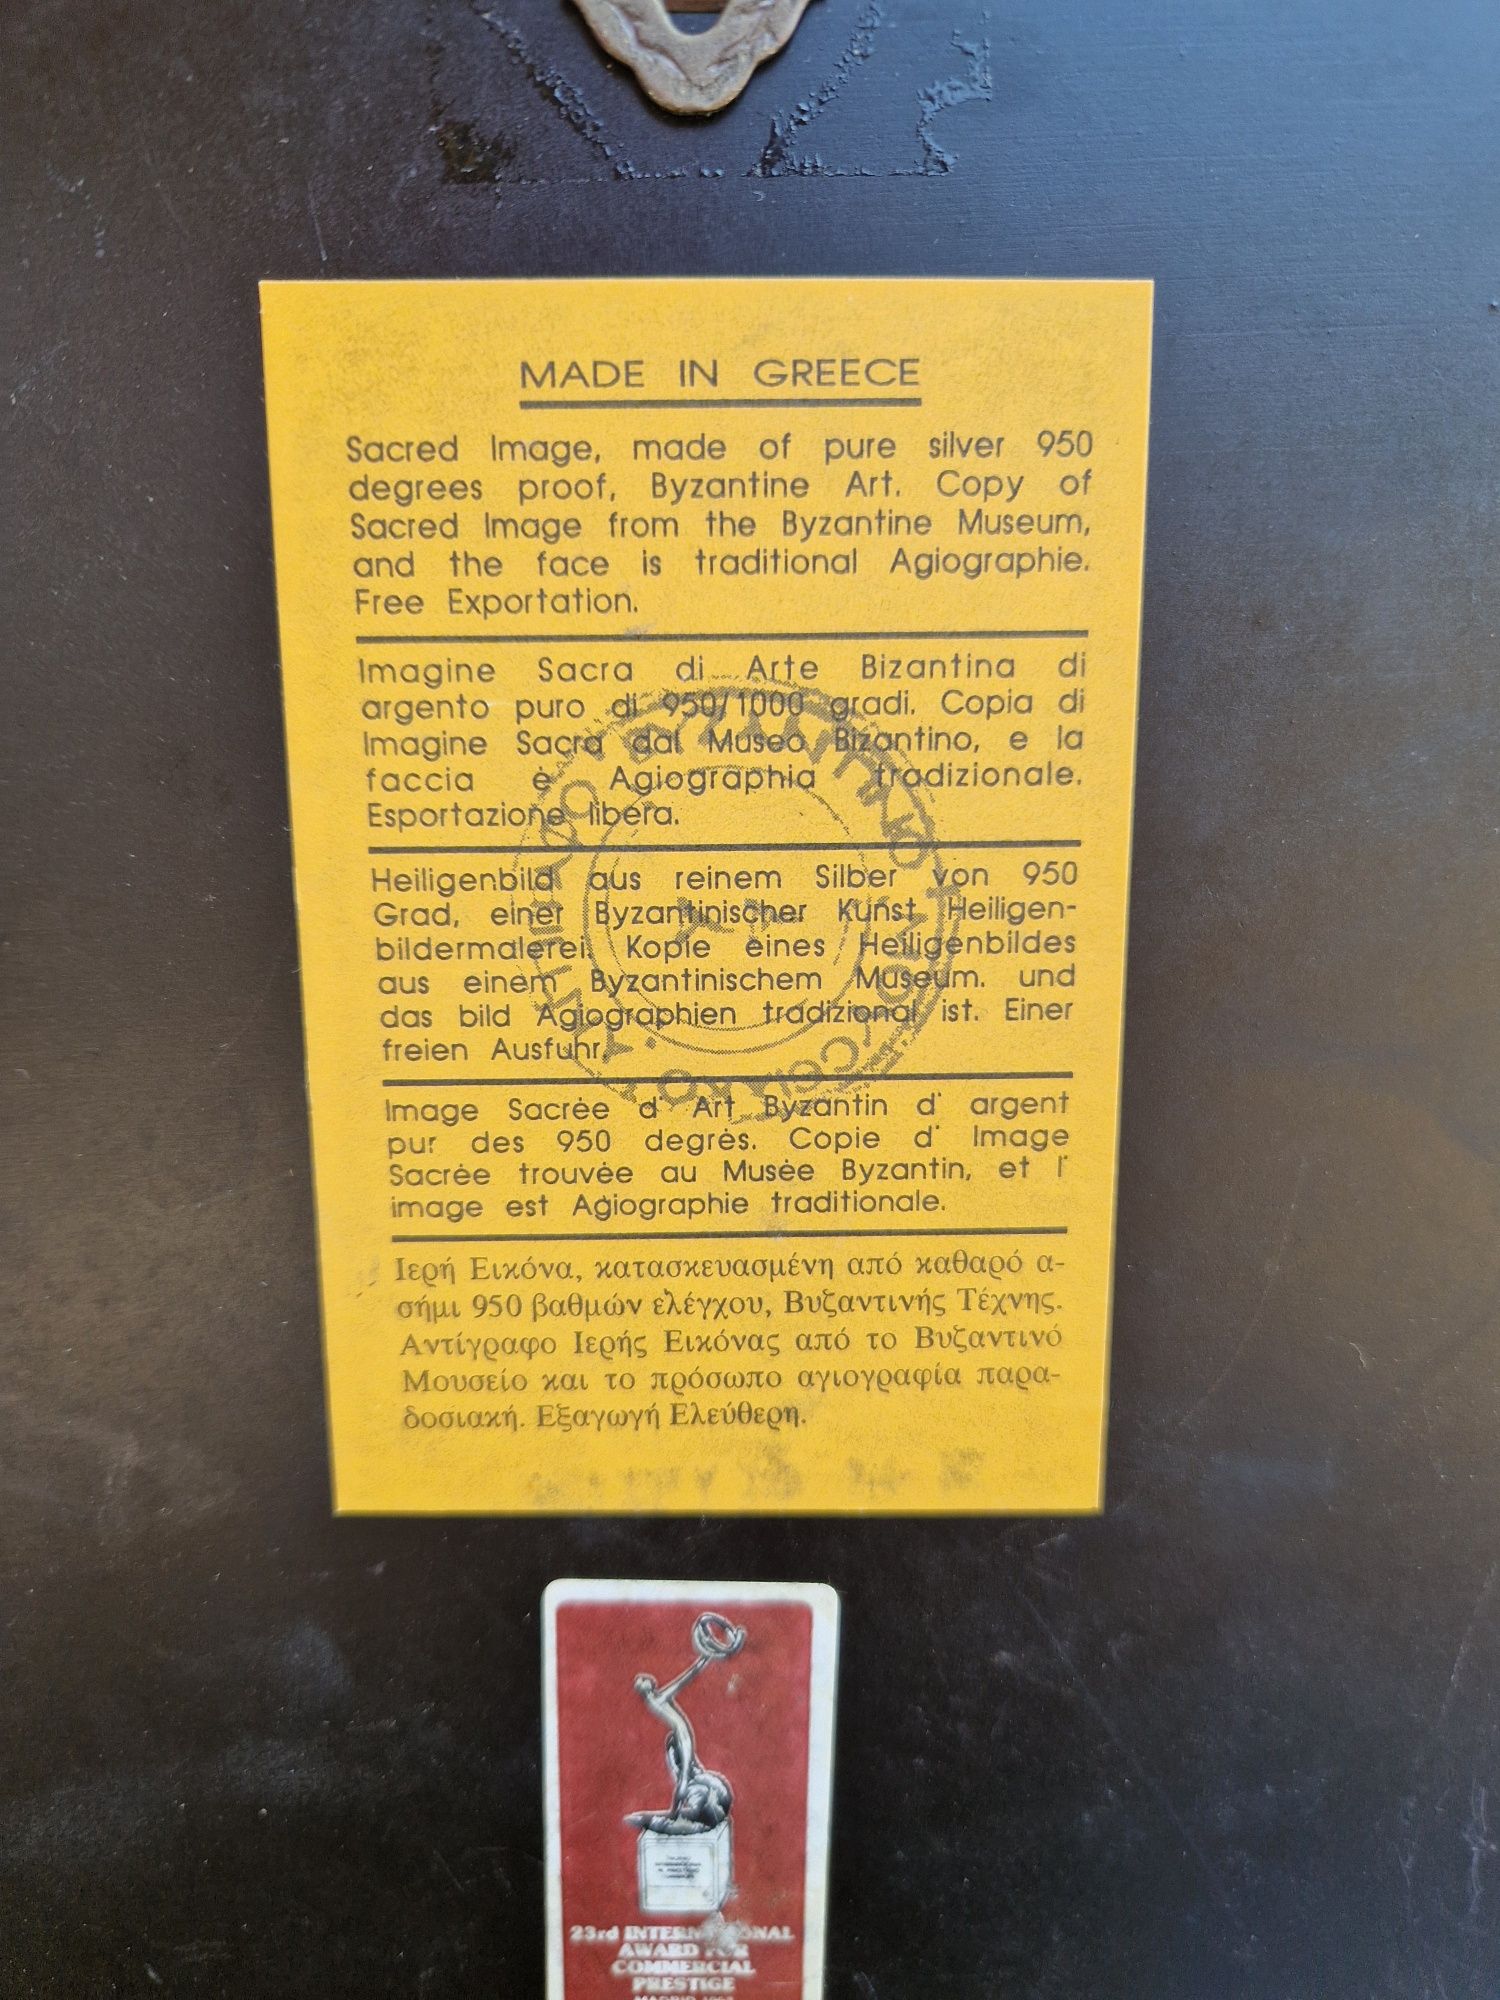 MADE IN GREECE
Sacred Image, made of pure silver 950
degrees proof, Byzantine Art. Copy of
Sacred Image from the Byzantine Museum,
and the face is traditional Agiographie.
Free Exportation.
Imagine Sacra di Arte Bizantina di
argento puro di 950/1000 gradi. Copia di
Imagine Sacra dal Museo Bizantino, e la
faccia è Agiographia tradizionale.
Esportazione libera.
Heiligenbild aus reinem Silber von 950
Grad, einer Byzantinischer Kunst Heiligen-
bildermalerei. Kopie eines Heiligenbildes
aus einem Byzantinischem Museum. und
das bild Agiographien tradizional ist. Einer
freien Ausfuhr.
Image Sacrée d' Art Byzantin d' argent
pur des 950 degrés. Copie d' Image
Sacrée trouvée au Musée Byzantin, et l'
image est Agiographie traditionale.
Ιερή Εικόνα, κατασκευασμένη από καθαρό α-
σήμι 950 βαθμών ελέγχου, Βυζαντινής Τέχνης.
Αντίγραφο Ιερής Εικόνας από το Βυζαντινό
Μουσείο και το πρόσωπο αγιογραφία παρα-
δοσιακή. Εξαγωγή Ελεύθερη.
23rd INTERNATIONAL
AWARD FOR
COMMERCIAL
PRESTIGE